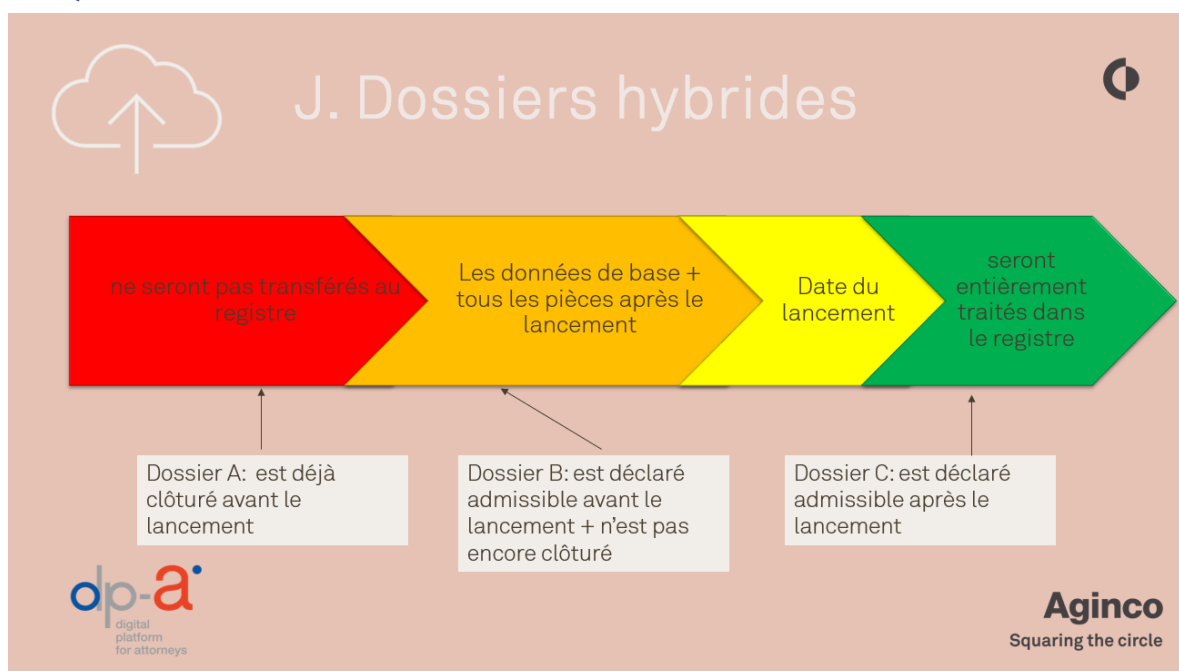 J. Dossiers hybrides
ne seront pas transférés au
registre
Les données de base +
tous les pièces après le
lancement
Date du
lancement
seront
entièrement
traités dans
le registre
Dossier A: est déjà
clôturé avant le
lancement
Dossier B: est déclaré
admissible avant le
lancement + n'est pas
encore clôturé
Dossier C: est déclaré
admissible après le
lancement
dp-a
digital
platform
for attorneys
Aginco
Squaring the circle